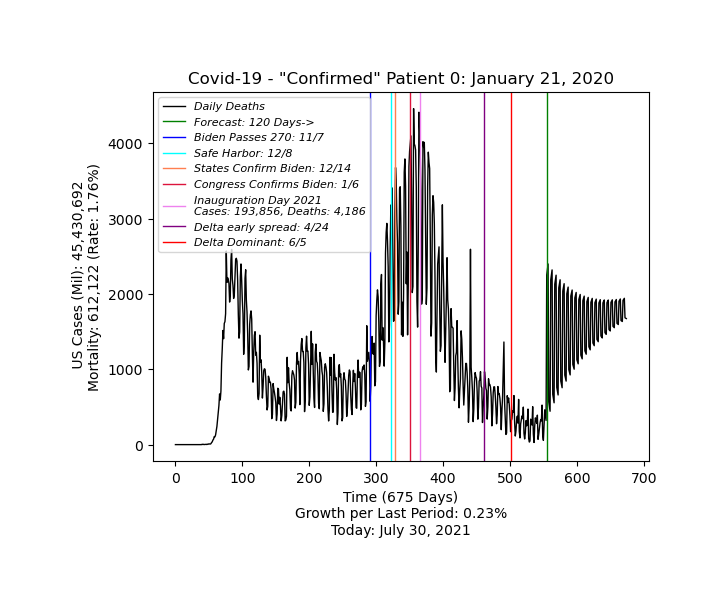 Covid-19 - "Confirmed" Patient 0: January 21, 2020
Daily Deaths
Forecast: 120 Days->
Biden Passes 270: 11/7
Safe Harbor: 12/8
States Confirm Biden: 12/14
Congress Confirms Biden: 1/6
Inauguration Day 2021
Cases: 193,856, Deaths: 4,186
Delta early spread: 4/24
Delta Dominant: 6/5
US Cases (Mil): 45,430,692
Mortality: 612,122 (Rate: 1.76%)
4000
3000
2000
1000
0
0 100 200 300 400 500 600 700
Time (675 Days)
Growth per Last Period: 0.23%
Today: July 30, 2021